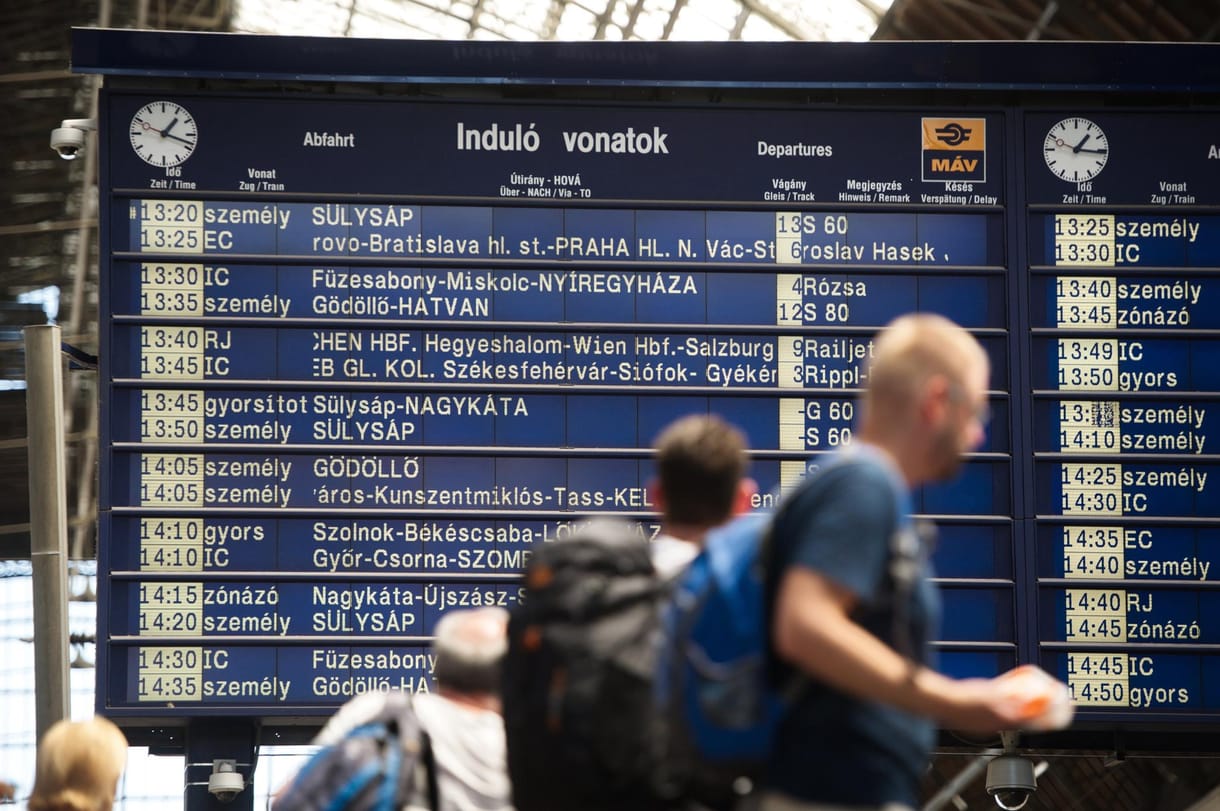 Abfahrt Induló vonatok Departures MÁV
Idő Vonat Útirány - HOVÁ Vágány Megjegyzés Késés
Zeit / Time Zug / Train Über - NACH / Via - TO Gleis / Track Hinweis / Remark Verspätung / Delay
13:20 személy SÜLYSÁP 13 S 60
13:25 EC rovo-Bratislava hl. st.-PRAHA HL. N. Vác-St 6 roslav Hasek
13:30 IC Füzesabony-Miskolc-NYÍREGYHÁZA 4 Rózsa
13:35 személy Gödöllő-HATVAN 12 S 80
13:40 RJ CHEN HBF. Hegyeshalom-Wien Hbf.-Salzburg 9 Railjet
13:45 IC EB GL. KOL. Székesfehérvár-Siófok- Gyékén 3 Rippl-
13:45 gyorsítot Sülysáp-NAGYKÁTA -G 60
13:50 személy SÜLYSÁP -S 60
14:05 személy GÖDÖLLŐ
14:05 személy város-Kunszentmiklós-Tass-KEL
14:10 gyors Szolnok-Békéscsaba-LŐKÖSHÁZ
14:10 IC Győr-Csorna-SZOMB
14:15 zónázó Nagykáta-Újszász-S
14:20 személy SÜLYSÁP
14:30 IC Füzesabony
14:35 személy Gödöllő-HAT
Idő Vonat
Zeit / Time Zug / Train
13:25 személy
13:30 IC
13:40 személy
13:45 zónázó
13:49 IC
13:50 gyors
13: személy
14:10 személy
14:25 személy
14:30 IC
14:35 EC
14:40 személy
14:40 RJ
14:45 zónázó
14:45 IC
14:50 gyors